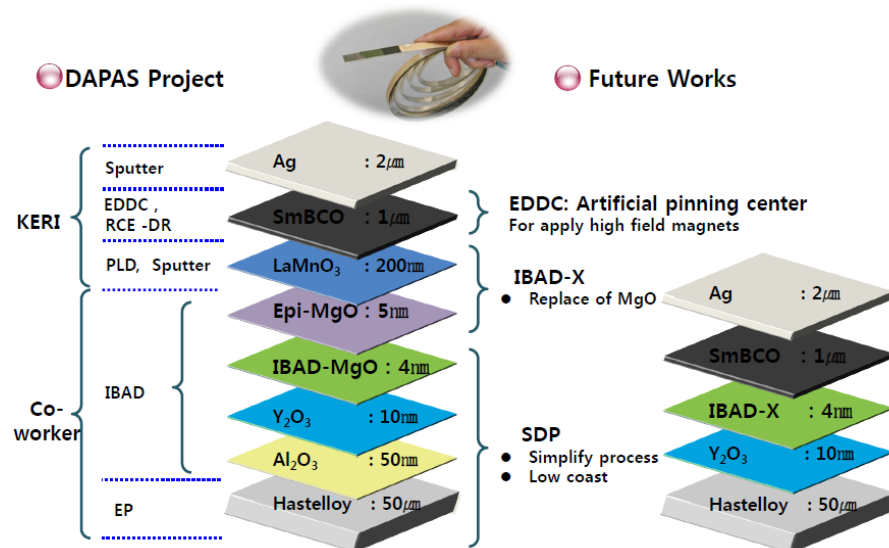 DAPAS Project
Future Works
Sputter
EDDC ,
RCE -DR
KERI
PLD, Sputter
IBAD
Co-
worker
EP
Ag : 2㎛
SmBCO : 1㎛
LaMnO₃ : 200㎚
Epi-MgO : 5㎚
IBAD-MgO : 4㎚
Y₂O₃ : 10㎚
Al₂O₃ : 50㎚
Hastelloy : 50㎛
EDDC: Artificial pinning center
For apply high field magnets
IBAD-X
● Replace of MgO
SDP
● Simplify process
● Low coast
Ag : 2㎛
SmBCO : 1㎛
IBAD-X : 4㎚
Y₂O₃ : 10㎚
Hastelloy : 50㎛